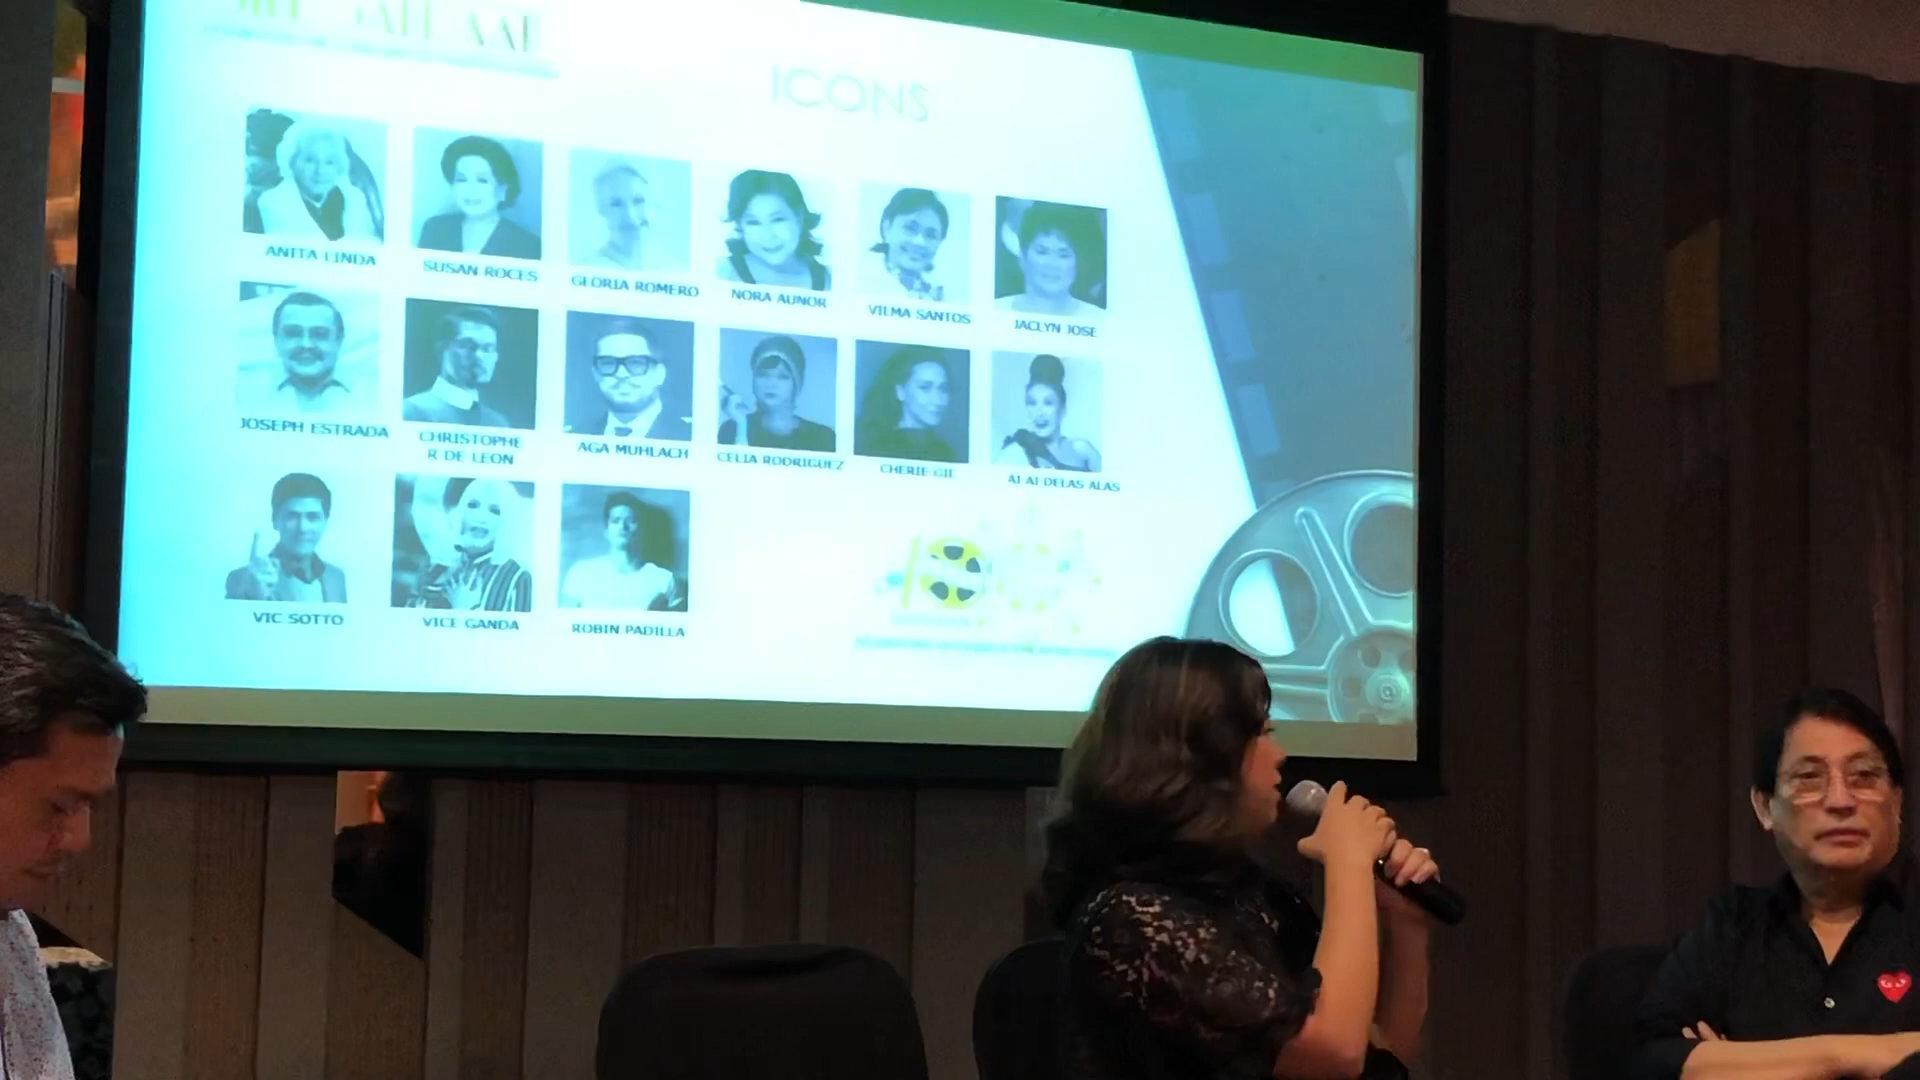 ICONS
ANITA LINDA
SUSAN ROCES
GLORIA ROMERO
NORA AUNOR
VILMA SANTOS
JACLYN JOSE
JOSEPH ESTRADA
CHRISTOPHE
R DE LEON
AGA MUHLACH
CELIA RODRIGUEZ
CHERIE GIL
AI AI DELAS ALAS
VIC SOTTO
VICE GANDA
ROBIN PADILLA